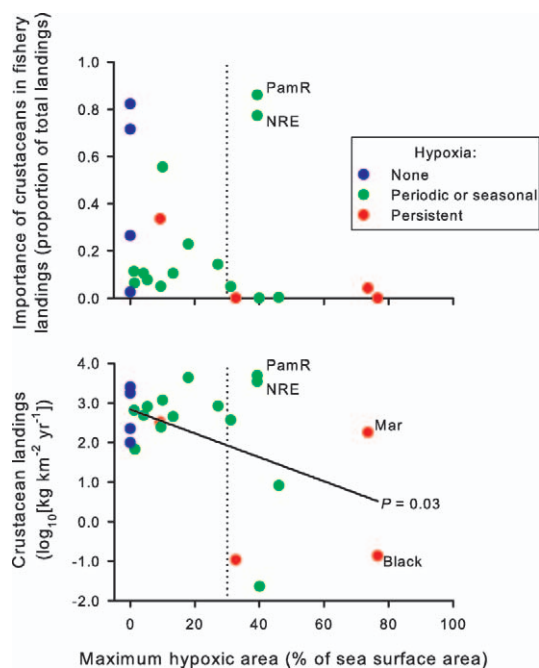 Importance of crustaceans in fishery
landings (proportion of total landings)
1.0
0.8
0.6
0.4
0.2
0.0
PamR
NRE
Hypoxia:
None
Periodic or seasonal
Persistent
Crustacean landings
(log10[kg km-2 yr-1])
4.0
3.0
2.0
1.0
0.0
-1.0
-2.0
PamR
NRE
Mar
P = 0.03
Black
0 20 40 60 80 100
Maximum hypoxic area (% of sea surface area)